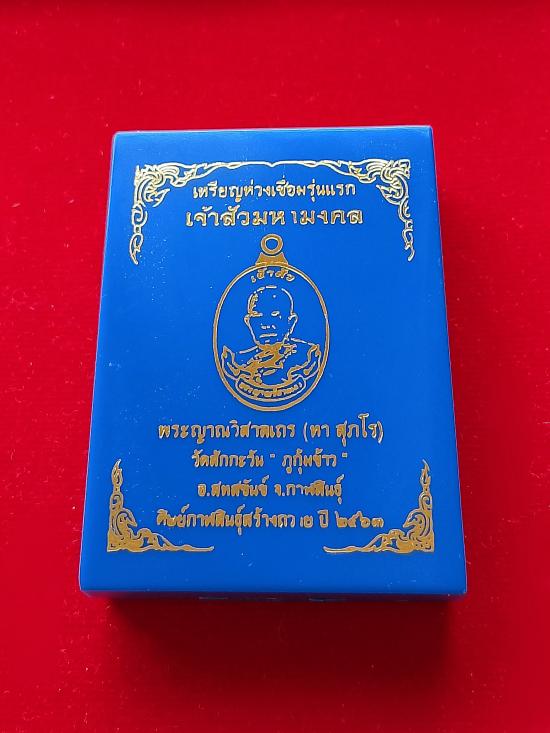 เหรียญห่วงเชื่อมรุ่นแรก
เจ้าสัวมหามงคล
เจ้าสัว
พระญาณวิสาลเถร (หา สุภโร)
วัดสักกะวัน " ภูกุ้มข้าว "
อ.สหสขันธ์ จ.กาฬสินธุ์
ศิษย์กาฬสินธุ์สร้างถวาย ปี ๒๕๖๓